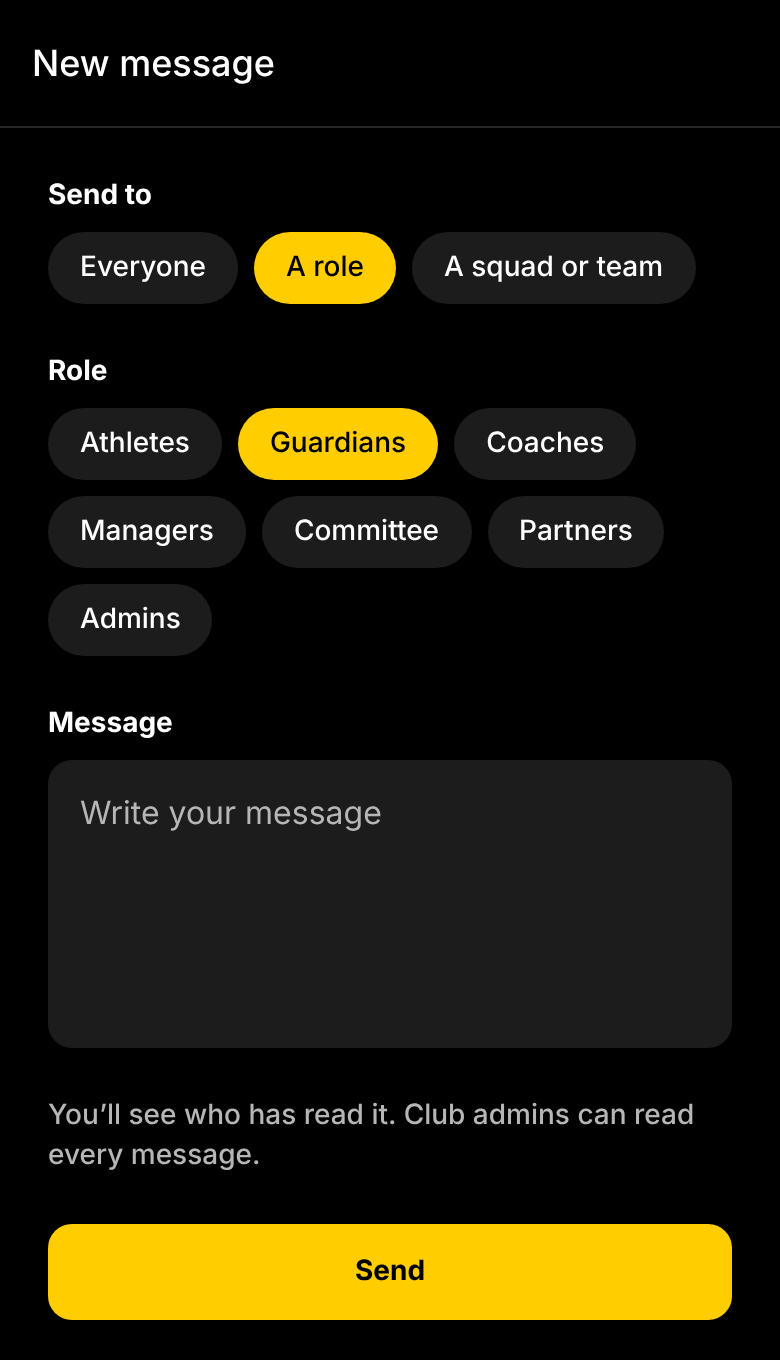 New message
Send to
Everyone A role A squad or team
Role
Athletes Guardians Coaches
Managers Committee Partners
Admins
Message
Write your message
You’ll see who has read it. Club admins can read
every message.
Send